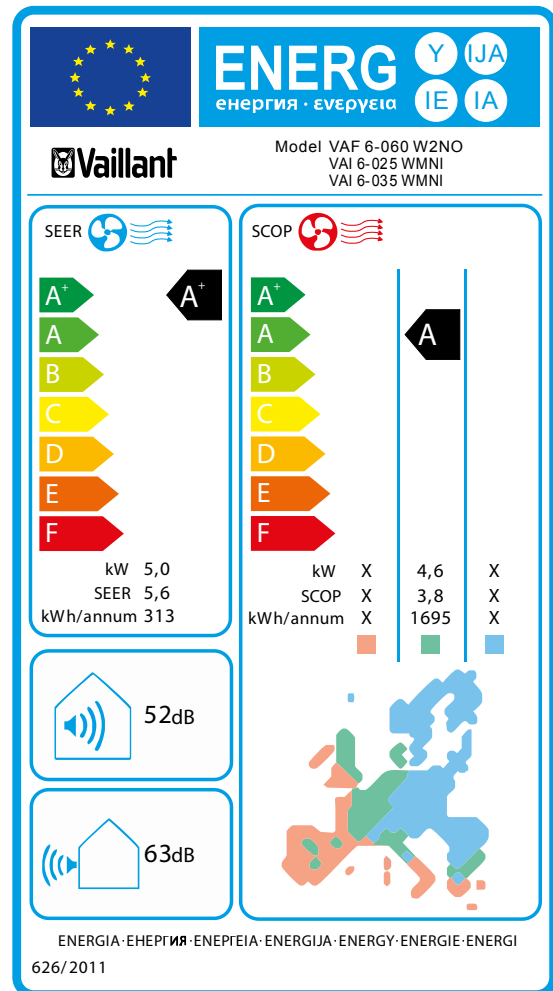 ENERG
енергия · ενεργεια
Y IJA
IE IA
Vaillant
Model VAF 6-060 W2NO
VAI 6-025 WMNI
VAI 6-035 WMNI
SEER
A+
A+
A
B
C
D
E
F
kW 5,0
SEER 5,6
kWh/annum 313
SCOP
A+
A
A
B
C
D
E
F
kW X 4,6 X
SCOP X 3,8 X
kWh/annum X 1695 X
52dB
63dB
ENERGIA·ЕНЕРГИЯ·ΕΝΕΡΓΕΙΑ·ENERGIJA·ENERGY·ENERGIE·ENERGI
626/2011